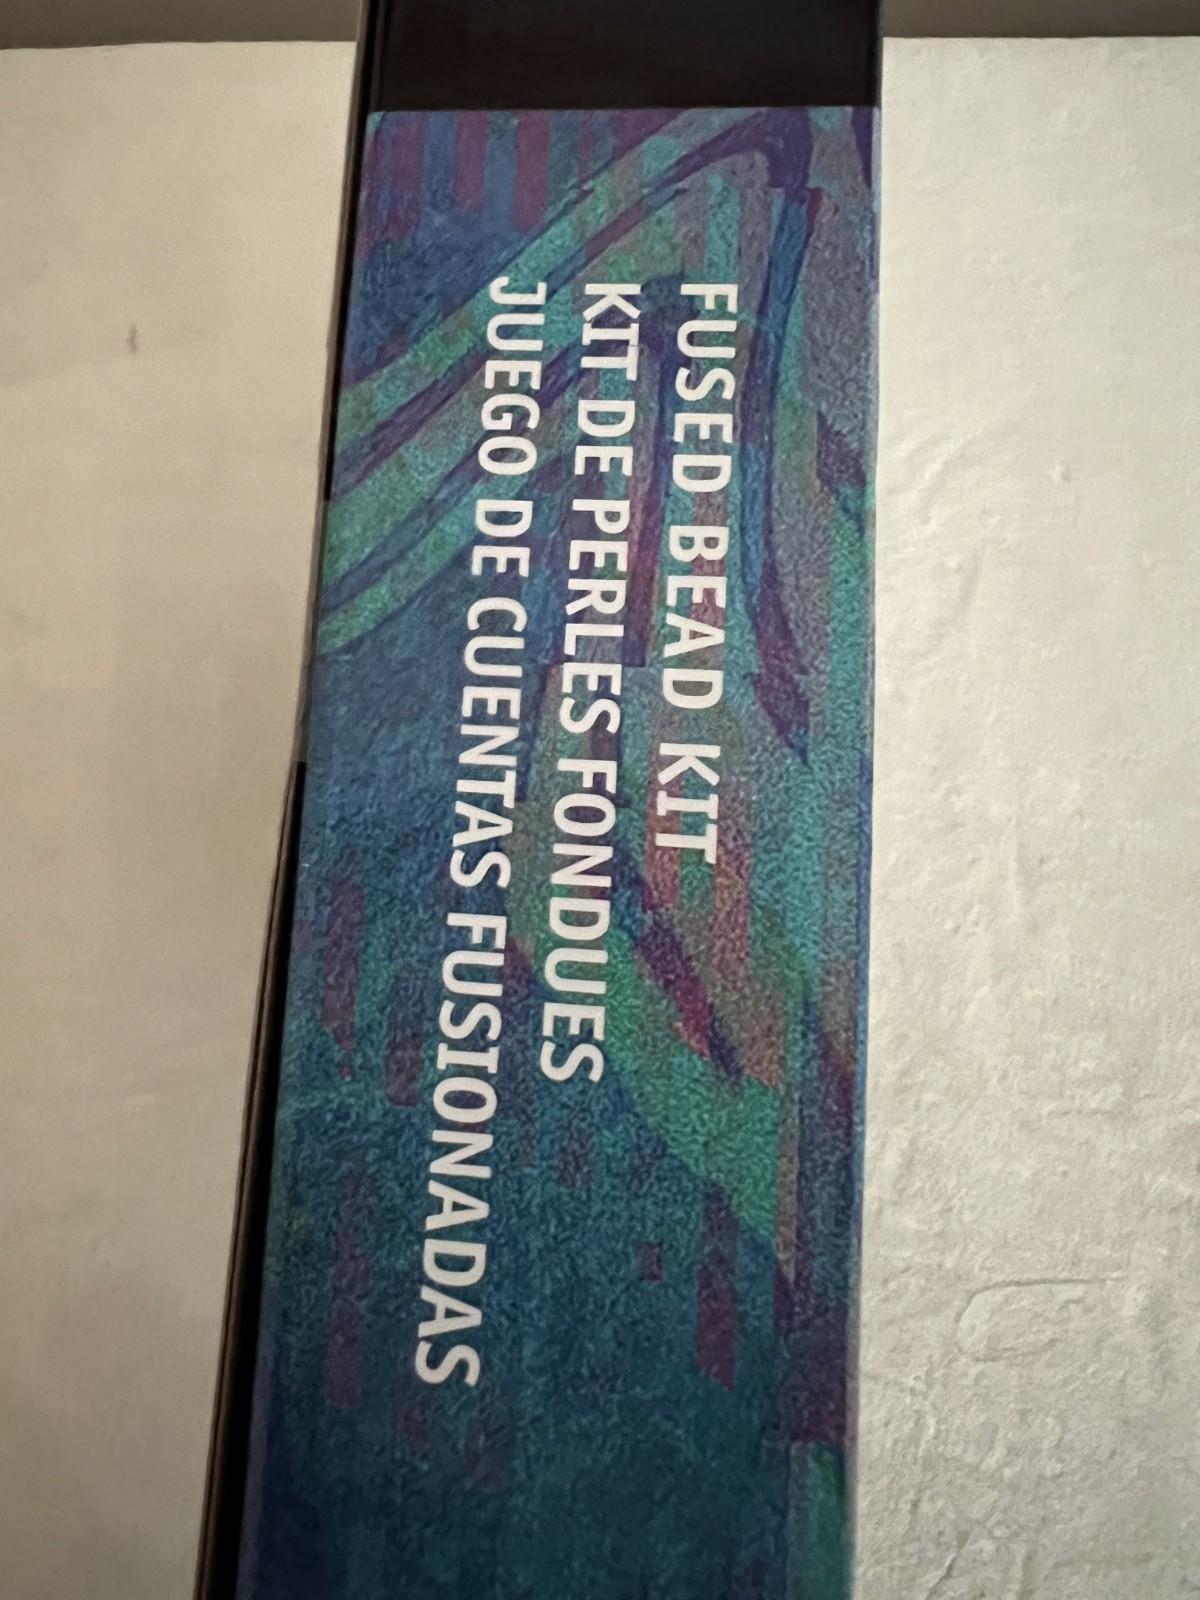 FUSED BEAD KIT
KIT DE PERLES FONDUES
JUEGO DE CUENTAS FUSIONADAS